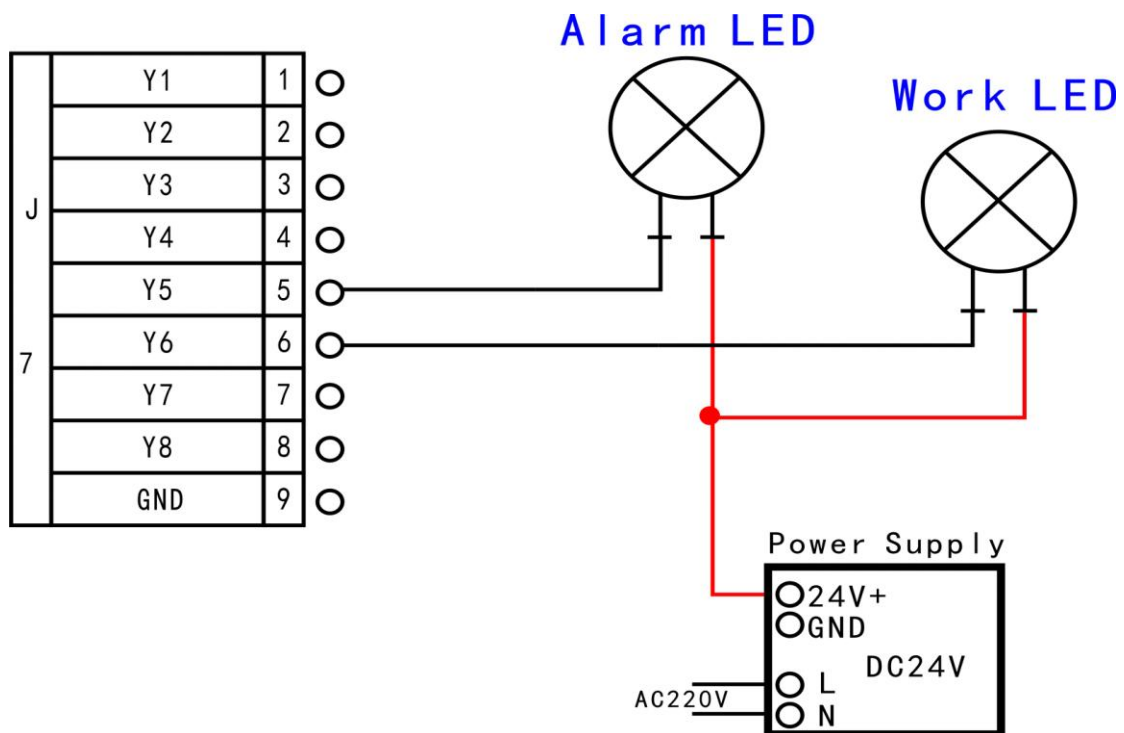 Alarm LED
Work LED
J7
Y1 1
Y2 2
Y3 3
Y4 4
Y5 5
Y6 6
Y7 7
Y8 8
GND 9
Power Supply
24V+
GND
DC24V
AC220V
L
N